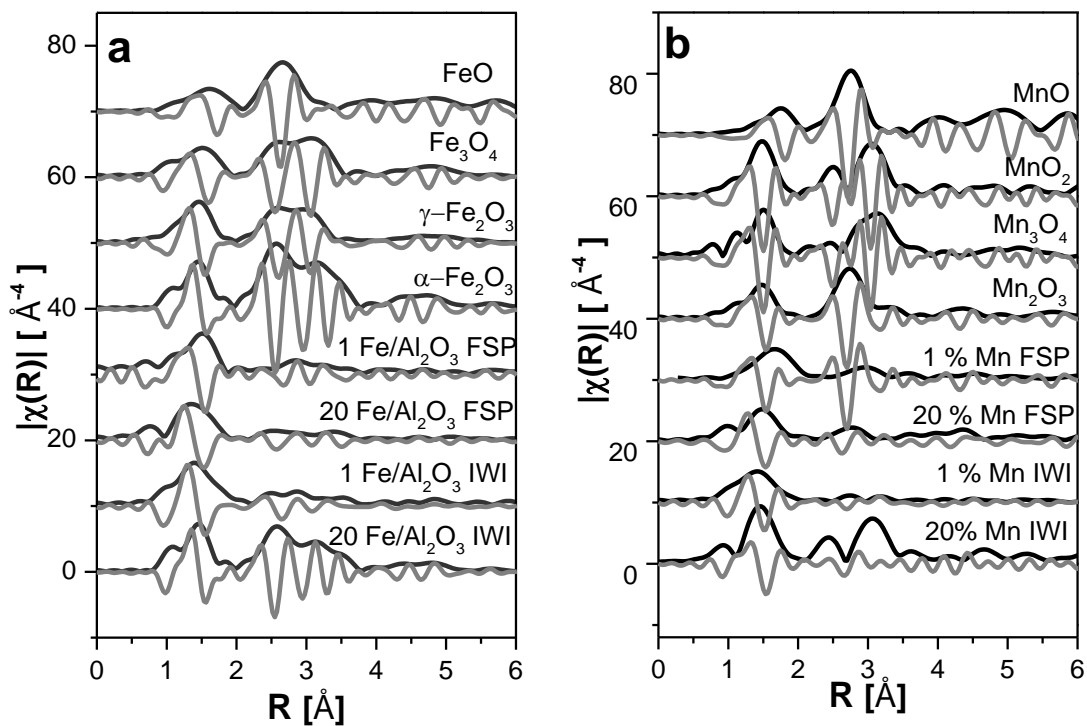 a
80
60
40
20
0
|χ(R)| [ Å⁻⁴]
FeO
Fe₃O₄
γ–Fe₂O₃
α–Fe₂O₃
1 Fe/Al₂O₃ FSP
20 Fe/Al₂O₃ FSP
1 Fe/Al₂O₃ IWI
20 Fe/Al₂O₃ IWI
0 1 2 3 4 5 6
R [Å]
b
80
60
40
20
0
|χ(R)| [ Å⁻⁴]
MnO
MnO₂
Mn₃O₄
Mn₂O₃
1 % Mn FSP
20 % Mn FSP
1 % Mn IWI
20% Mn IWI
0 1 2 3 4 5 6
R [Å]